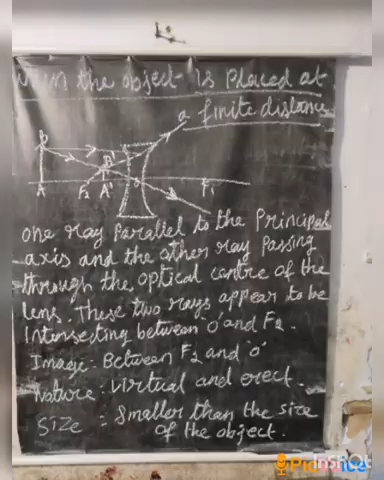 when the object is placed at
a finite distance
B
B'
A
F2
A'
O
F1
one ray parallel to the principal
axis and the other ray passing
through the optical centre of the
lens. These two rays appear to be
Intersecting between 'O' and F2.
Image: Between F2 and 'O'
Nature: virtual and erect.
Size : Smaller than the size
of the object.